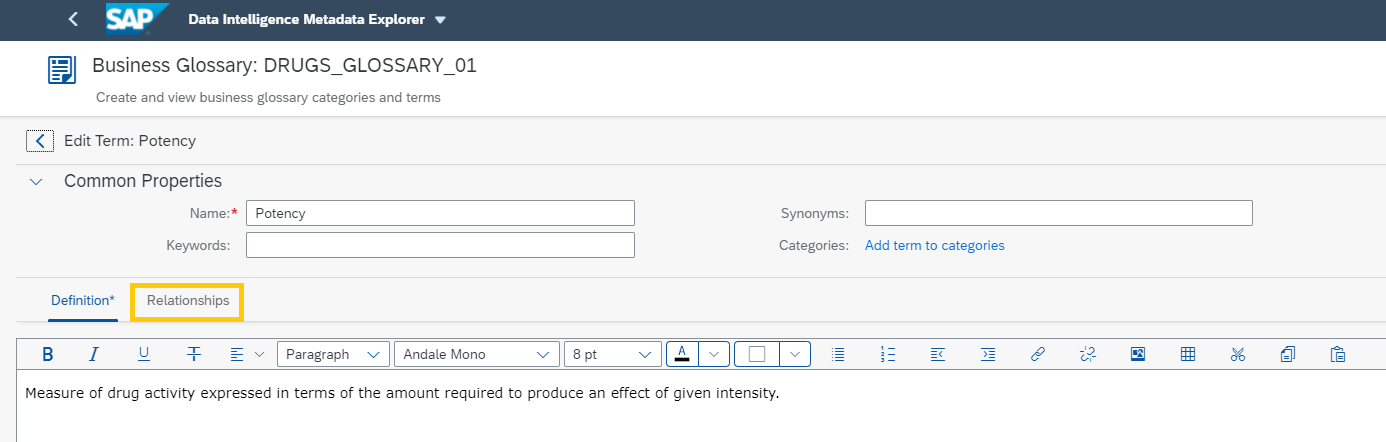 SAP Data Intelligence Metadata Explorer
Business Glossary: DRUGS_GLOSSARY_01
Create and view business glossary categories and terms
Edit Term: Potency
Common Properties
Name:* Potency Synonyms:
Keywords: Categories: Add term to categories
Definition* Relationships
B I U T Paragraph Andale Mono 8 pt A
Measure of drug activity expressed in terms of the amount required to produce an effect of given intensity.